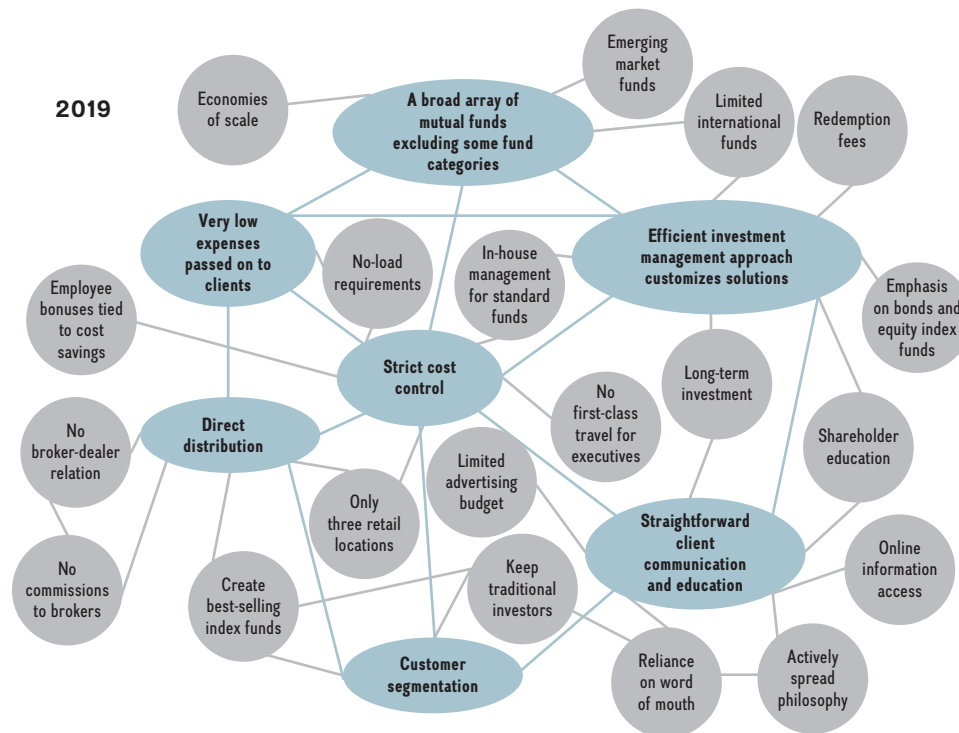 2019
Economies
of scale
A broad array of
mutual funds
excluding some fund
categories
Emerging
market
funds
Limited
international
funds
Redemption
fees
Very low
expenses
passed on to
clients
No-load
requirements
In-house
management
for standard
funds
Efficient investment
management approach
customizes solutions
Employee
bonuses tied
to cost
savings
Emphasis
on bonds and
equity index
funds
Strict cost
control
Long-term
investment
No
first-class
travel for
executives
Direct
distribution
No
broker-dealer
relation
Shareholder
education
Limited
advertising
budget
Only
three retail
locations
Straightforward
client
communication
and education
Online
information
access
No
commissions
to brokers
Create
best-selling
index funds
Keep
traditional
investors
Customer
segmentation
Reliance
on word
of mouth
Actively
spread
philosophy